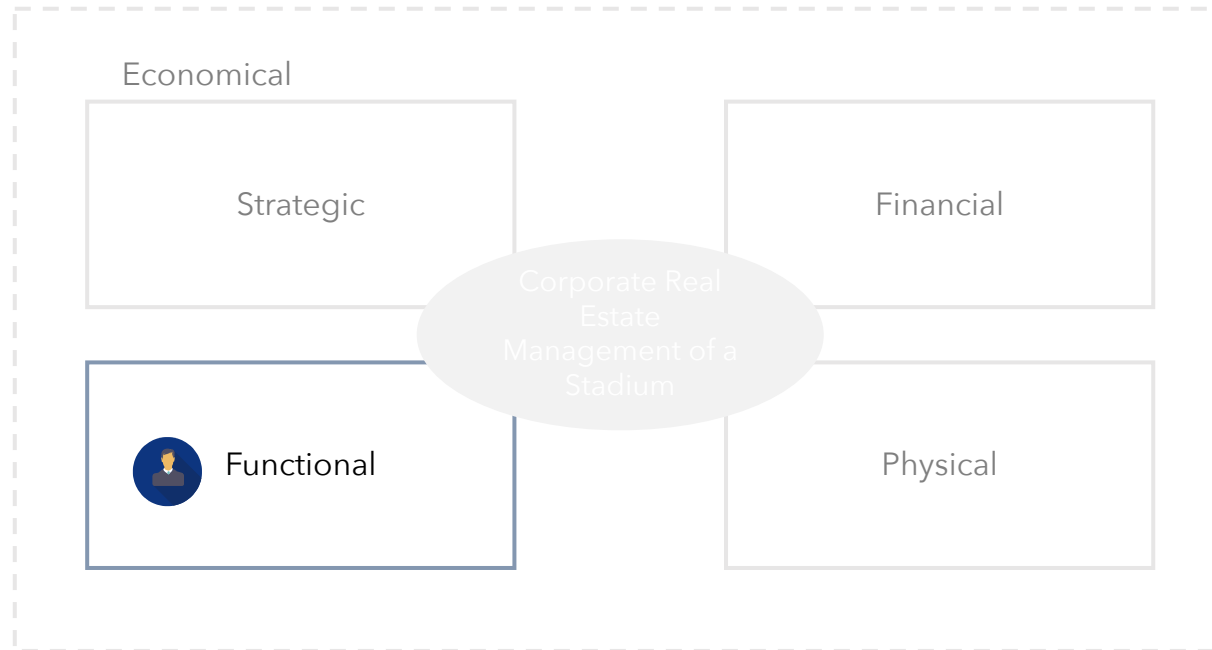 Economical
Strategic
Financial
Corporate Real
Estate
Management of a
Stadium
Functional
Physical